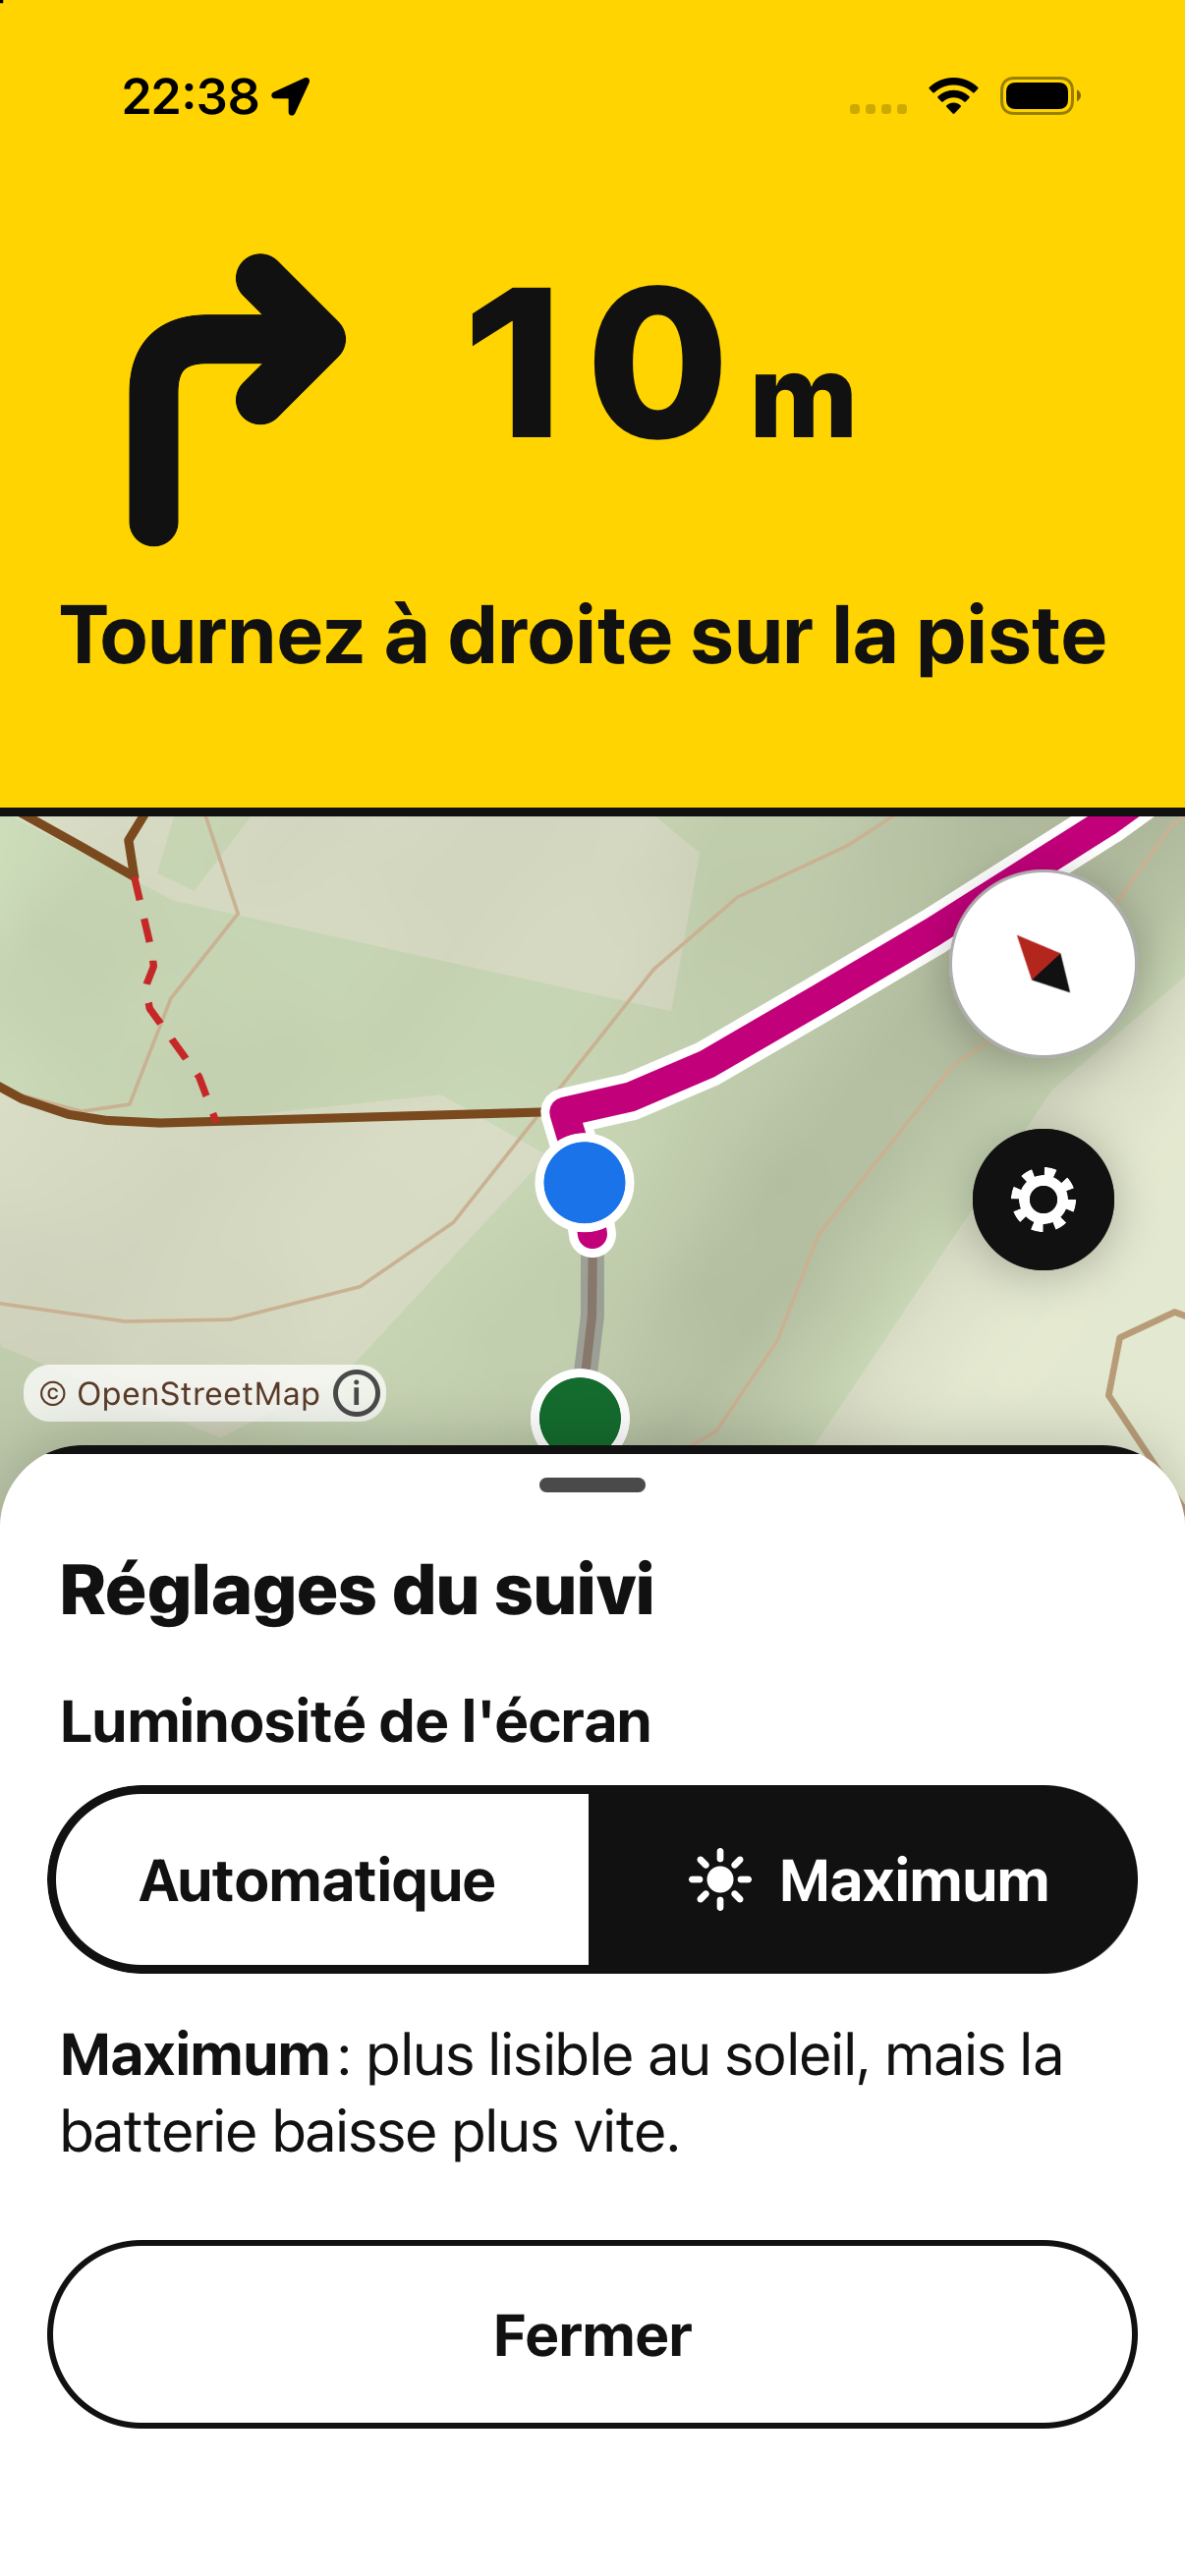 22:38
10 m
Tournez à droite sur la piste
© OpenStreetMap i
Réglages du suivi
Luminosité de l'écran
Automatique
Maximum
Maximum : plus lisible au soleil, mais la
batterie baisse plus vite.
Fermer